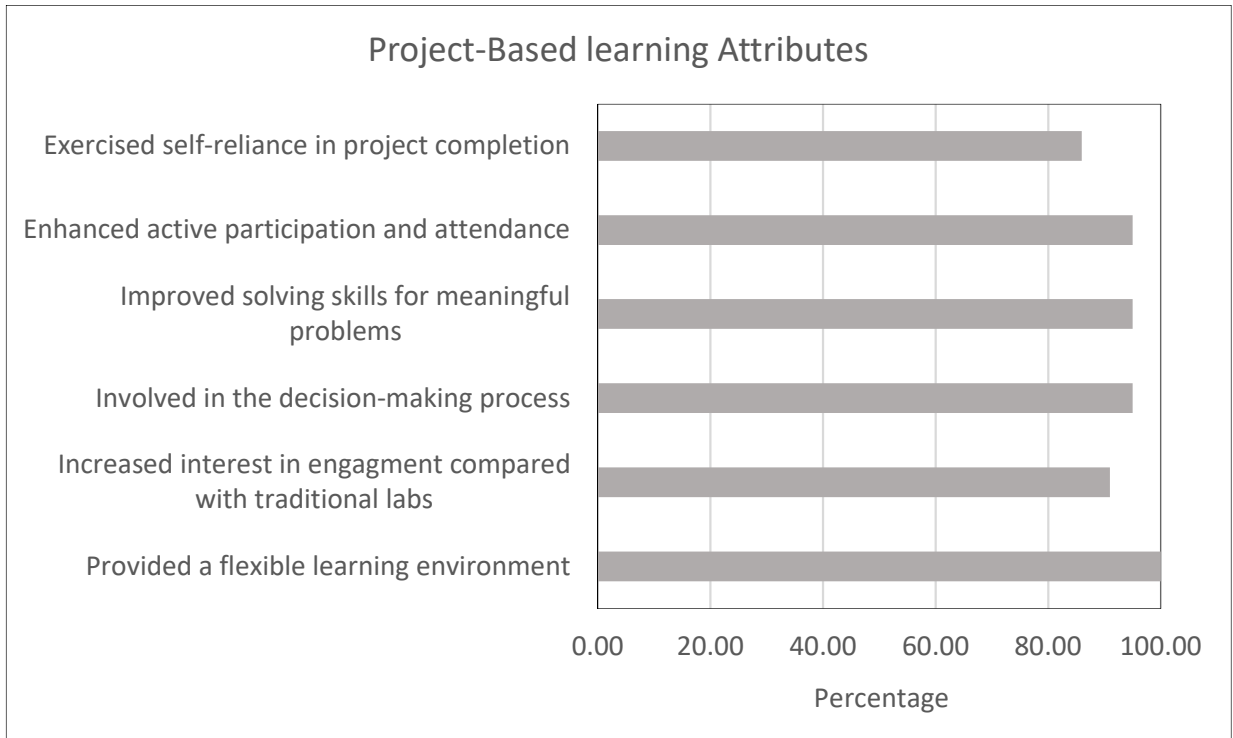 Project-Based learning Attributes
Exercised self-reliance in project completion
Enhanced active participation and attendance
Improved solving skills for meaningful
problems
Involved in the decision-making process
Increased interest in engagment compared
with traditional labs
Provided a flexible learning environment
0.00 20.00 40.00 60.00 80.00 100.00
Percentage